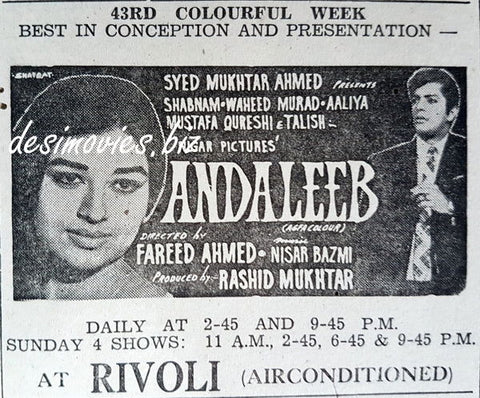 43RD COLOURFUL WEEK
BEST IN CONCEPTION AND PRESENTATION —
SHAFAAT.
SYED MUKHTAR AHMED PRESENTS
SHABNAM-WAHEED MURAD-AALIYA
MUSTAFA QURESHI & TALISH
PICTURES'
desimovies.b
ANDALEEB
(AGFACOLOUR)
DIRECTED by
FAREED AHMED • music NISAR BAZMI
Produced by RASHID MUKHTAR
DAILY AT 2-45 AND 9-45 P.M.
SUNDAY 4 SHOWS: 11 A.M., 2-45, 6-45 & 9-45 P.M.
AT RIVOLI (AIRCONDITIONED)